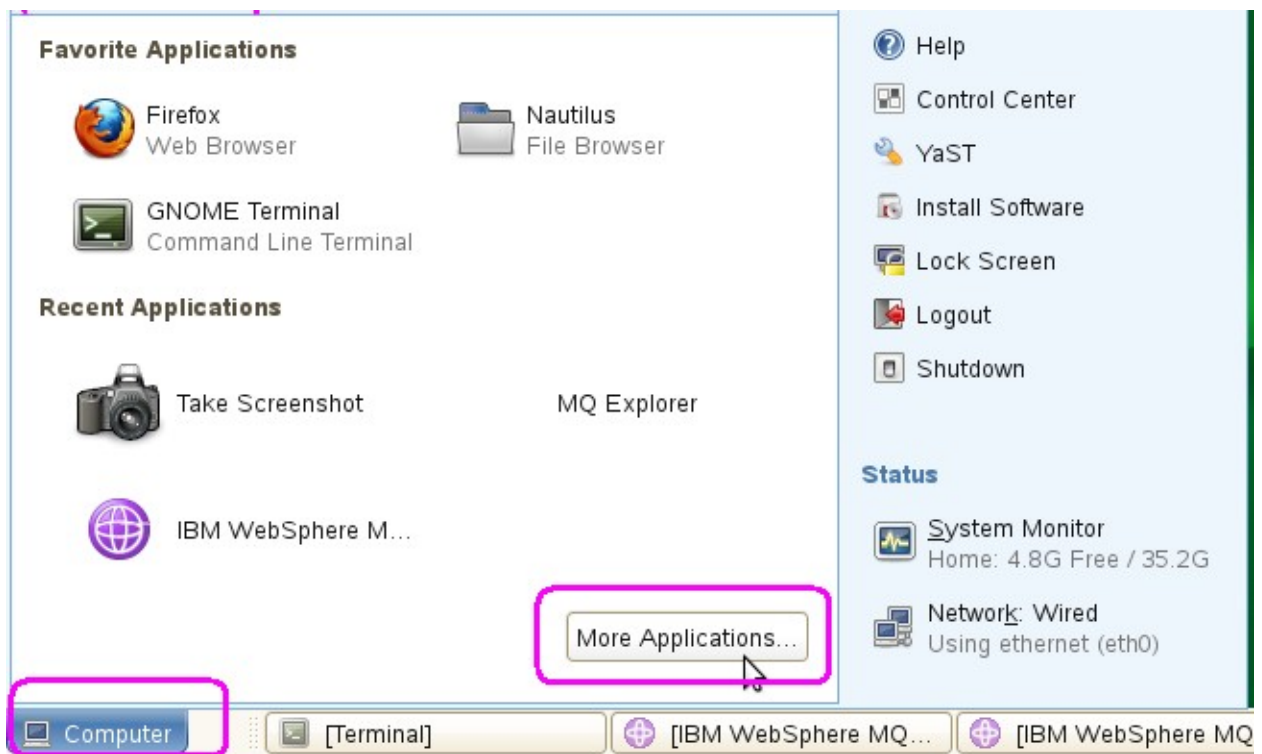 Favorite Applications
Firefox
Web Browser
Nautilus
File Browser
GNOME Terminal
Command Line Terminal
Recent Applications
Take Screenshot
MQ Explorer
IBM WebSphere M...
More Applications...
Help
Control Center
YaST
Install Software
Lock Screen
Logout
Shutdown
Status
System Monitor
Home: 4.8G Free / 35.2G
Network: Wired
Using ethernet (eth0)
Computer
[Terminal]
[IBM WebSphere MQ...
[IBM WebSphere MQ